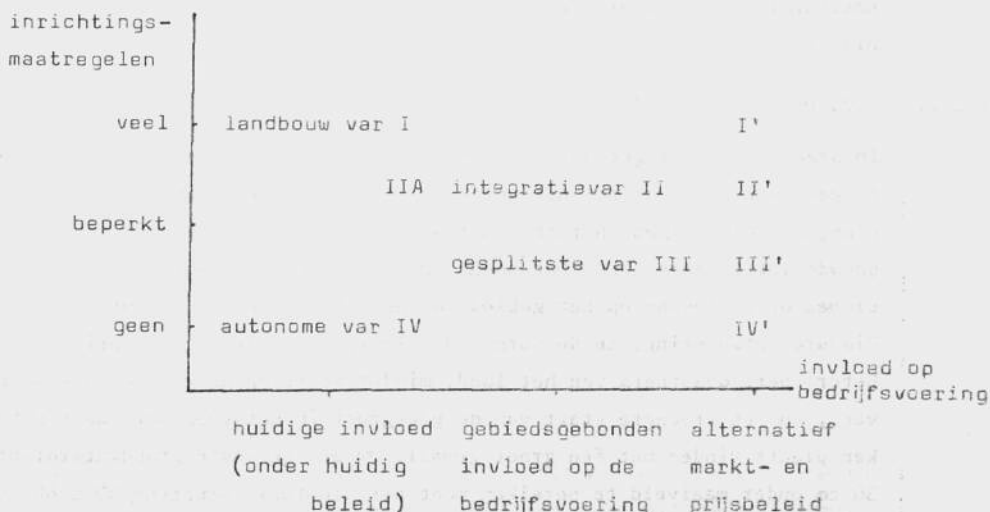 inrichtings-
maatregelen
veel landbouw var I I'
IIA integratievar II II'
beperkt
gesplitste var III III'
geen autonome var IV IV'
invloed op
bedrijfsvoering
huidige invloed gebiedsgebonden alternatief
(onder huidig invloed op de markt- en
beleid) bedrijfsvoering prijsbeleid